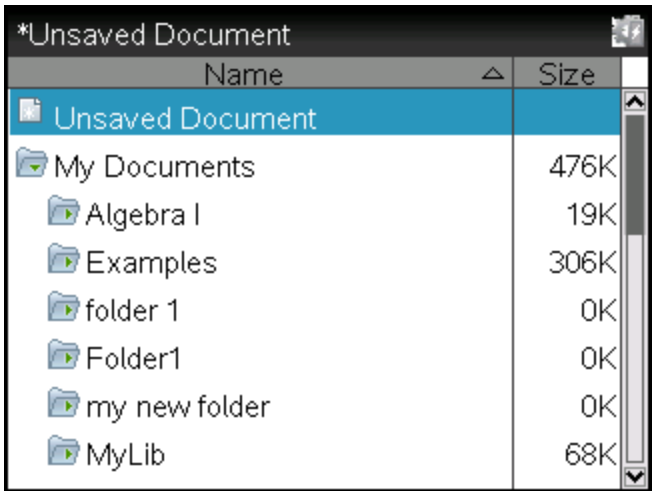 *Unsaved Document
Name Size
Unsaved Document
My Documents 476K
Algebra I 19K
Examples 306K
folder 1 0K
Folder1 0K
my new folder 0K
MyLib 68K